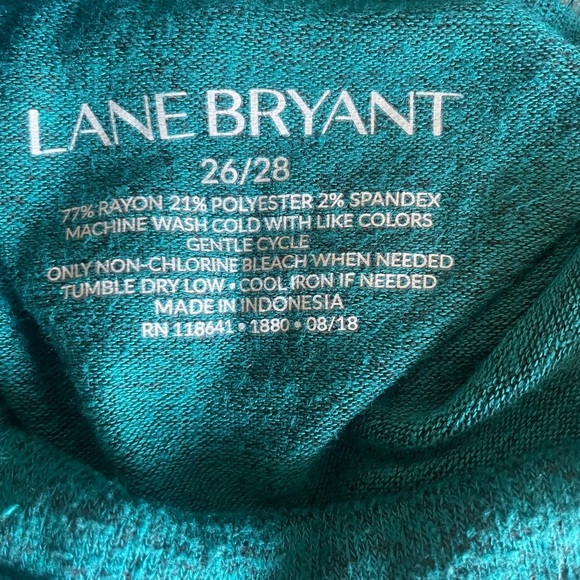 LANE BRYANT
26/28
77% RAYON 21% POLYESTER 2% SPANDEX
MACHINE WASH COLD WITH LIKE COLORS
GENTLE CYCLE
ONLY NON-CHLORINE BLEACH WHEN NEEDED
TUMBLE DRY LOW • COOL IRON IF NEEDED
MADE IN INDONESIA
RN 118641 • 1880 • 08/18